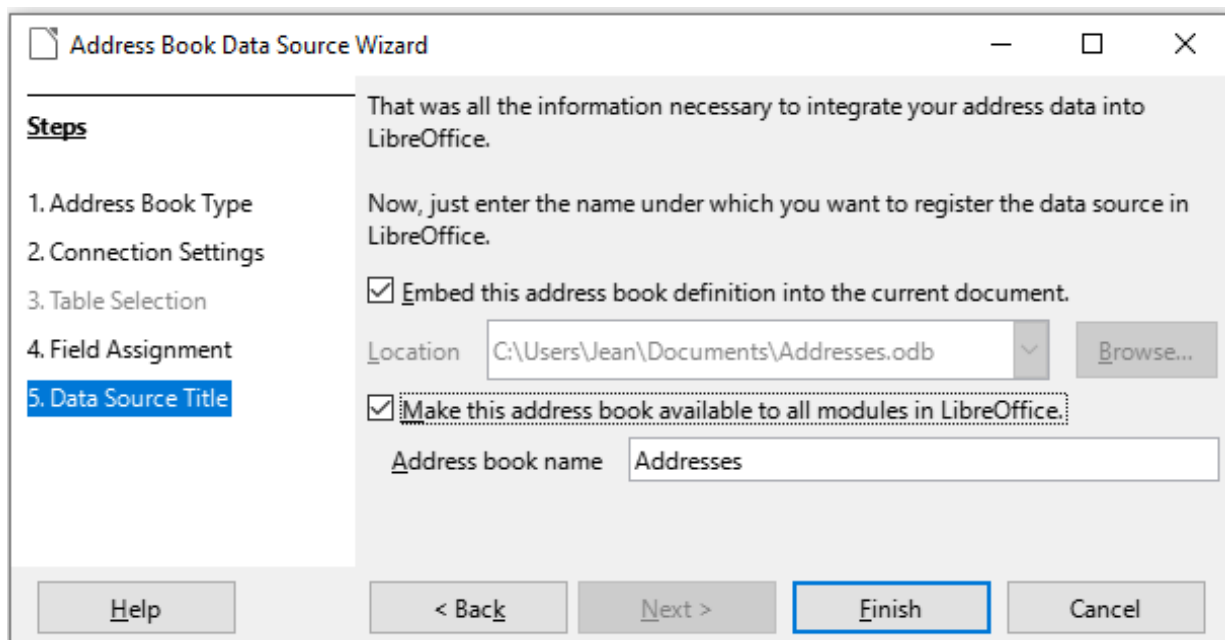 Address Book Data Source Wizard
Steps
1. Address Book Type
2. Connection Settings
3. Table Selection
4. Field Assignment
5. Data Source Title
That was all the information necessary to integrate your address data into
LibreOffice.
Now, just enter the name under which you want to register the data source in
LibreOffice.
Embed this address book definition into the current document.
Location C:\Users\Jean\Documents\Addresses.odb Browse...
Make this address book available to all modules in LibreOffice.
Address book name Addresses
Help < Back Next > Finish Cancel